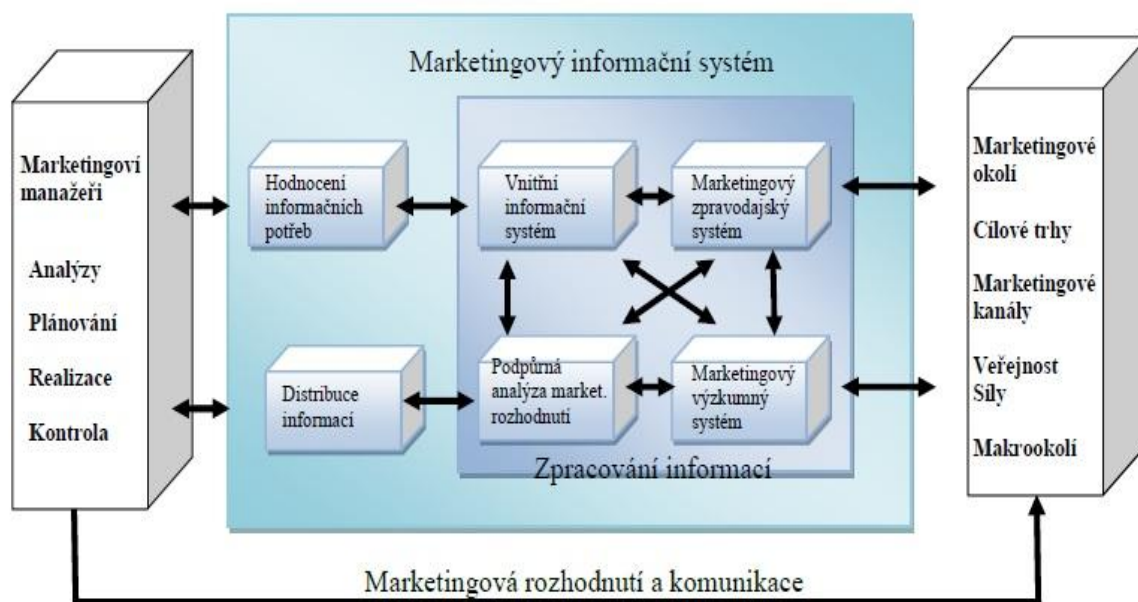 Marketingový informační systém
Marketingoví
manažeři
Analýzy
Plánování
Realizace
Kontrola
Hodnocení
informačních
potřeb
Distribuce
informací
Vnitřní
informační
systém
Marketingový
zpravodajský
systém
Podpůrná
analýza market.
rozhodnutí
Marketingový
výzkumný
systém
Zpracování informací
Marketingové
okolí
Cílové trhy
Marketingové
kanály
Veřejnost
Síly
Makrookolí
Marketingová rozhodnutí a komunikace